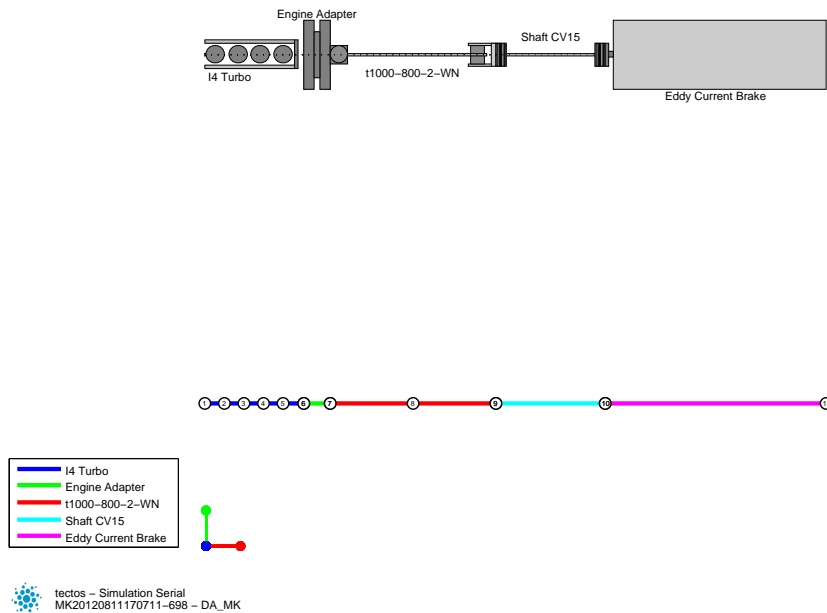 Engine Adapter
Shaft CV15
I4 Turbo
t1000−800−2−WN
Eddy Current Brake
1 2 3 4 5 6 7 8 9 10 1
I4 Turbo
Engine Adapter
t1000−800−2−WN
Shaft CV15
Eddy Current Brake
tectos − Simulation Serial
MK20120811170711−698 − DA_MK